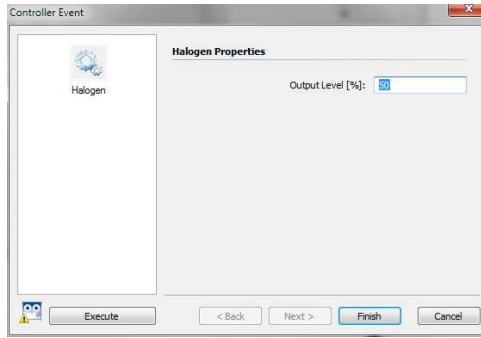 Controller Event
Halogen
Halogen Properties
Output Level [%]: 50
Execute
< Back
Next >
Finish
Cancel